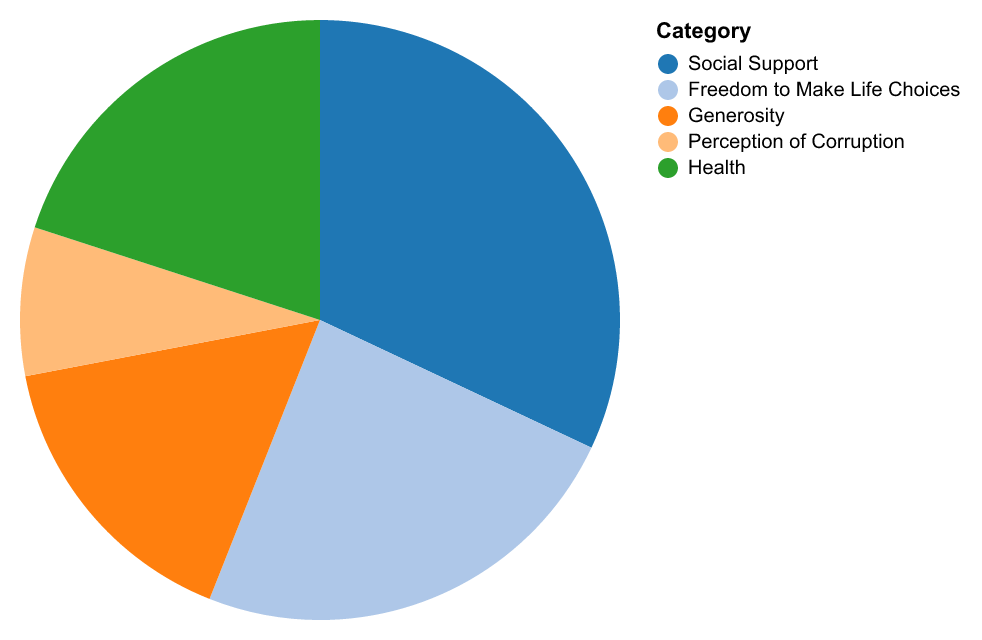 Category
Social Support
Freedom to Make Life Choices
Generosity
Perception of Corruption
Health